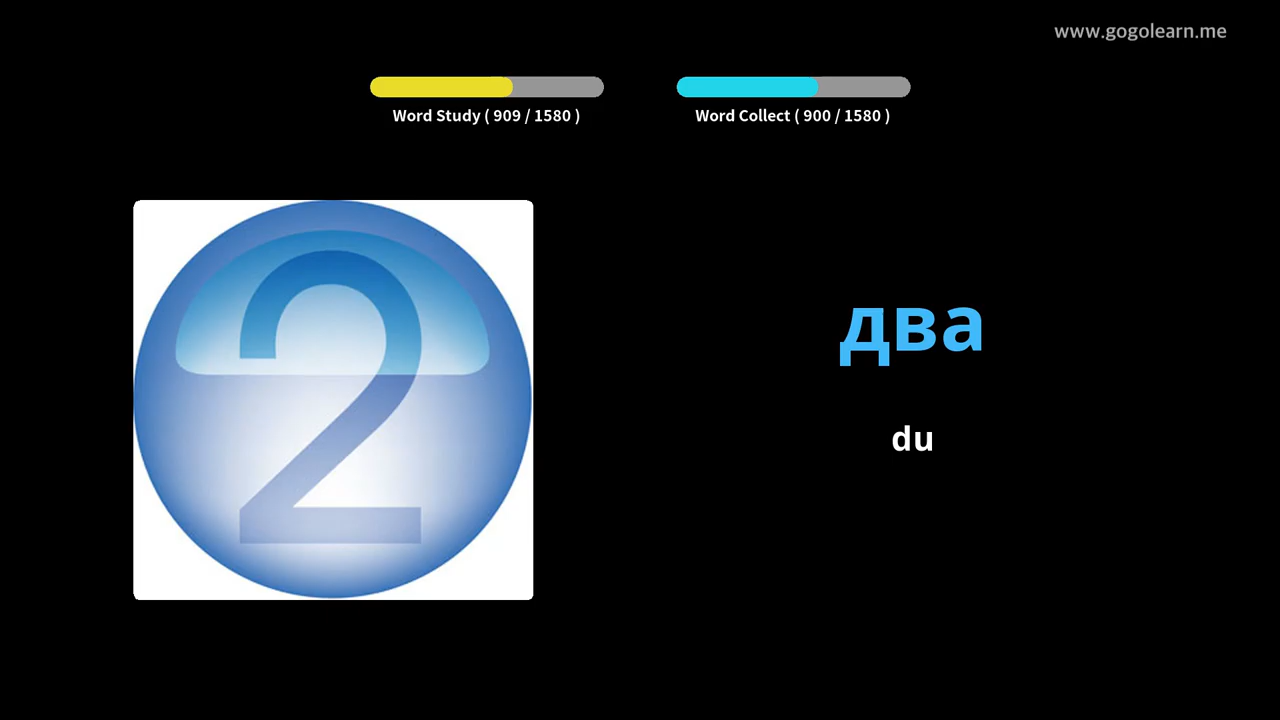 www.gogolearn.me
Word Study ( 909 / 1580 )
Word Collect ( 900 / 1580 )
2
два
du